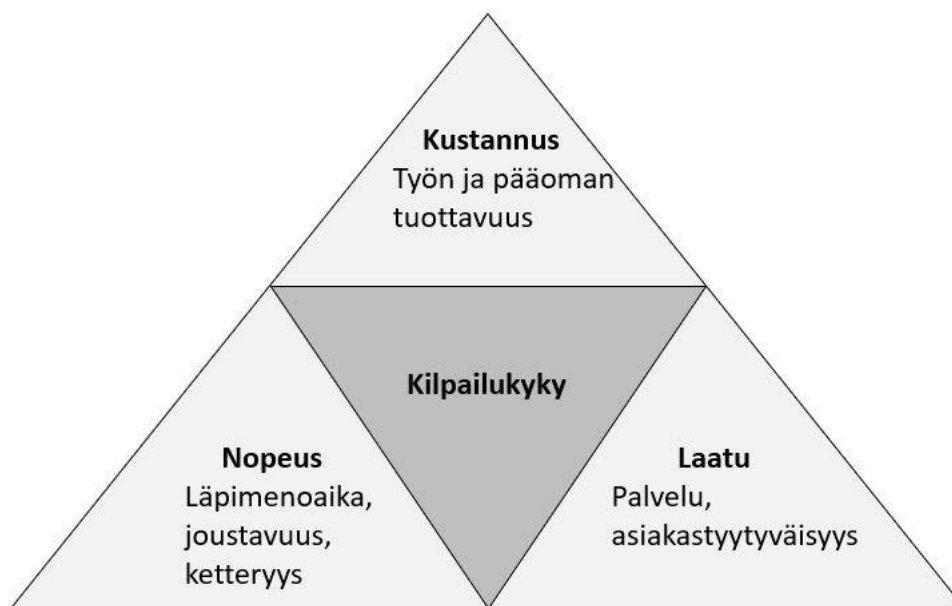 Kustannus
Työn ja pääoman
tuottavuus
Kilpailukyky
Nopeus
Läpimenoaika,
joustavuus,
ketteryys
Laatu
Palvelu,
asiakastyytyväisyys